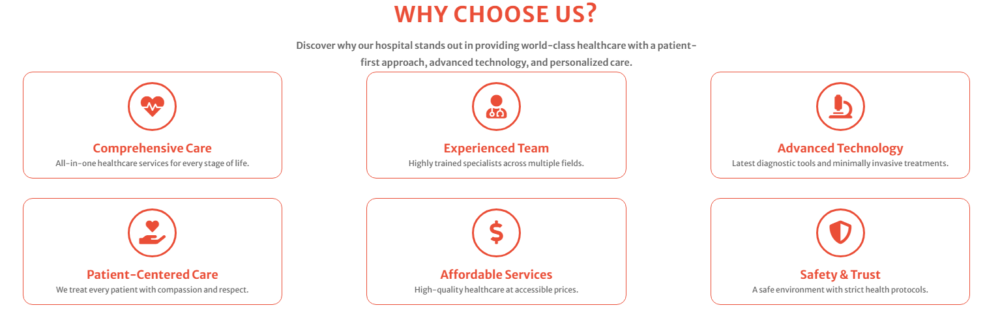 WHY CHOOSE US?
Discover why our hospital stands out in providing world-class healthcare with a patient-
first approach, advanced technology, and personalized care.
Comprehensive Care
All-in-one healthcare services for every stage of life.
Experienced Team
Highly trained specialists across multiple fields.
Advanced Technology
Latest diagnostic tools and minimally invasive treatments.
Patient-Centered Care
We treat every patient with compassion and respect.
Affordable Services
High-quality healthcare at accessible prices.
Safety & Trust
A safe environment with strict health protocols.